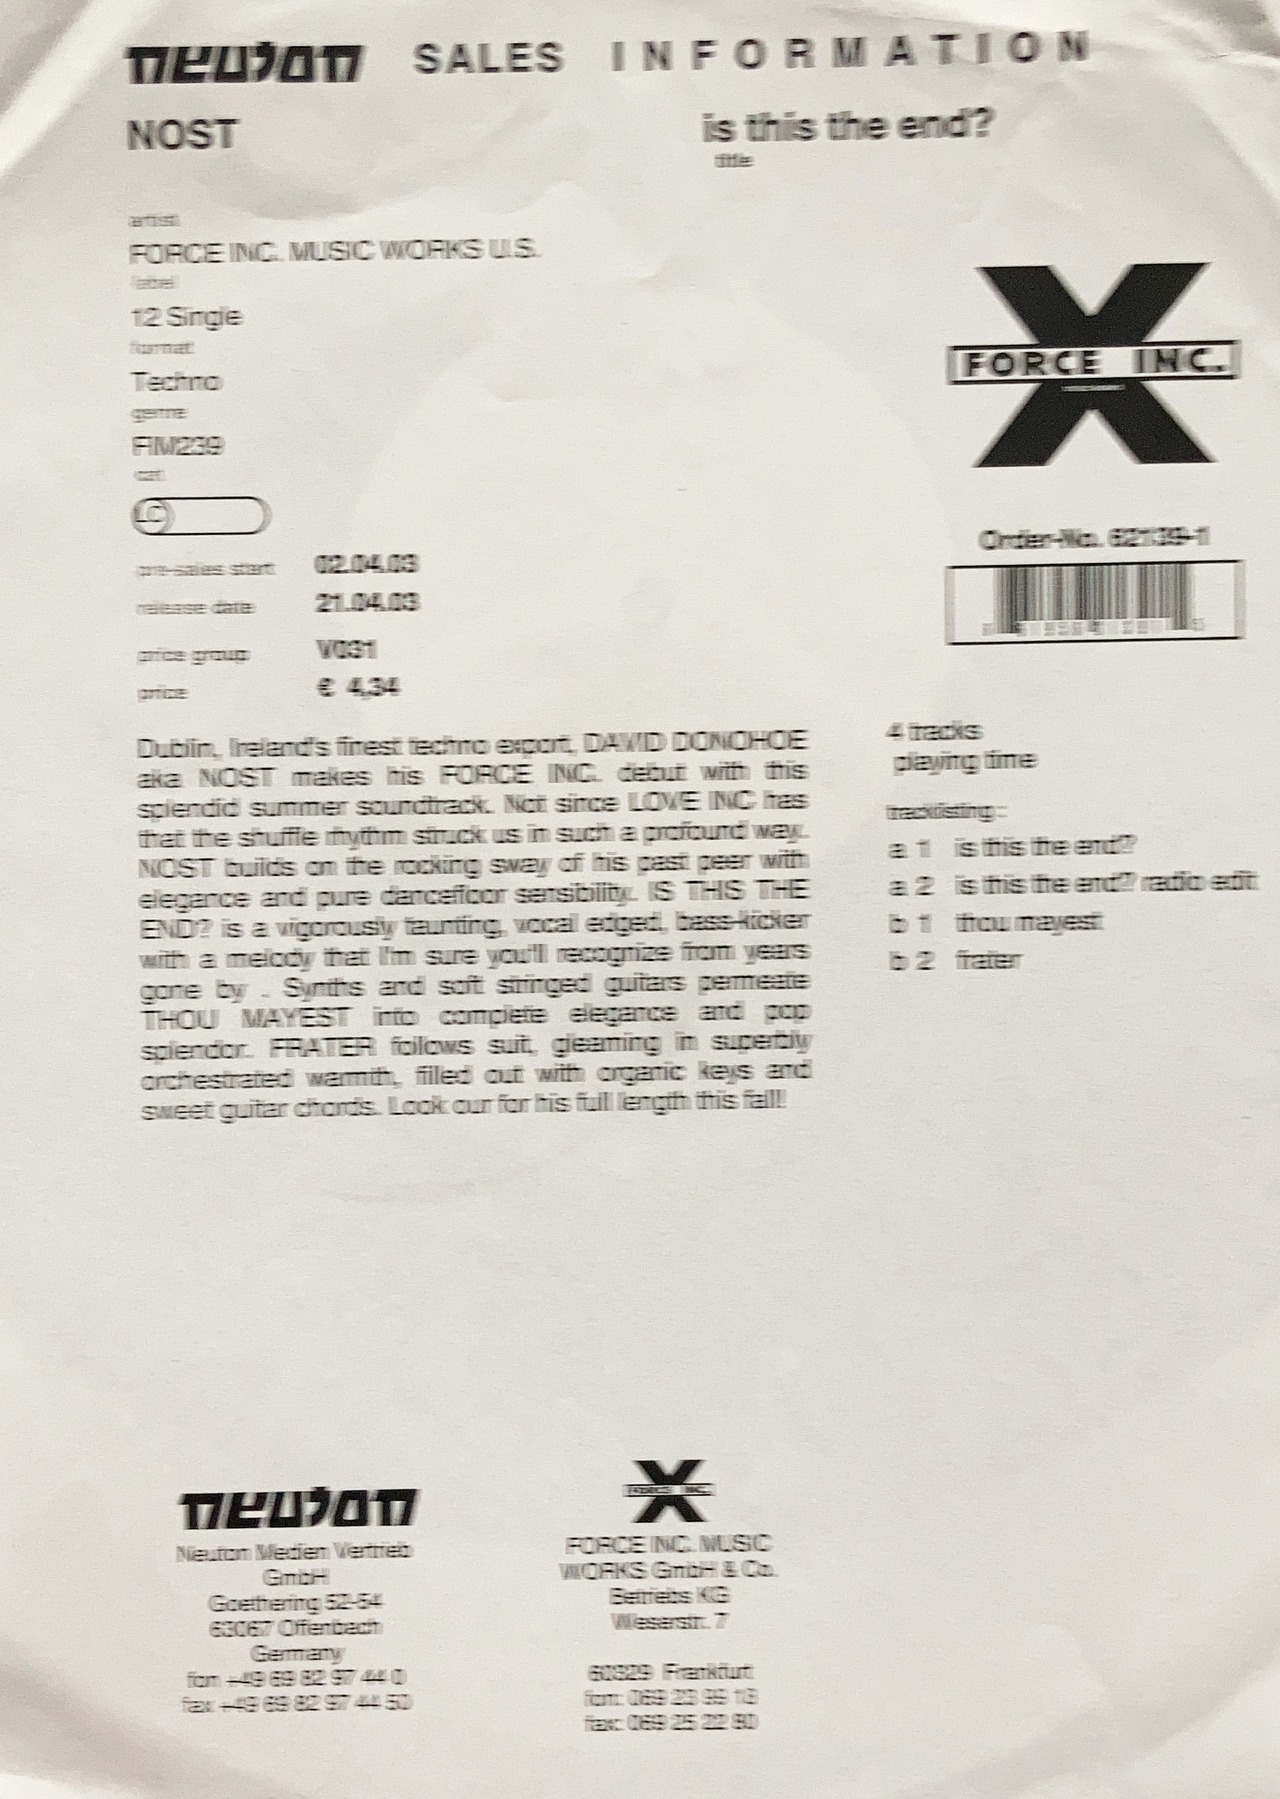 neuton SALES INFORMATION
NOST
is this the end?
title
artist
FORCE INC. MUSIC WORKS U.S.
label
12 Single
format
Techno
genre
FIM239
cat
LC
FORCE INC.
Order-No. 62139-1
pre-sales start 02.04.03
release date 21.04.03
price group V031
price € 4,34
Dublin, Ireland's finest techno export, DAVID DONOHOE
aka NOST makes his FORCE INC. debut with this
splendid summer soundtrack. Not since LOVE INC has
that the shuffle rhythm struck us in such a profound way.
NOST builds on the rocking sway of his past peer with
elegance and pure dancefloor sensibility. IS THIS THE
END? is a vigorously taunting, vocal edged, bass-kicker
with a melody that I'm sure you'll recognize from years
gone by . Synths and soft stringed guitars permeate
THOU MAYEST into complete elegance and pop
splendor. FRATER follows suit, gleaming in superbly
orchestrated warmth, filled out with organic keys and
sweet guitar chords. Look our for his full length this fall!
4 tracks
playing time
tracklisting :
a 1 is this the end?
a 2 is this the end? radio edit
b 1 thou mayest
b 2 frater
neuton
Neuton Medien Vertrieb
GmbH
Goethering 52-54
63067 Offenbach
Germany
fon +49 69 82 97 44 0
fax +49 69 82 97 44 50
FORCE INC.
FORCE INC. MUSIC
WORKS GmbH & Co.
Betriebs KG
Weserstr. 7
60329 Frankfurt
fon: 069 23 99 18
fax: 069 25 22 80